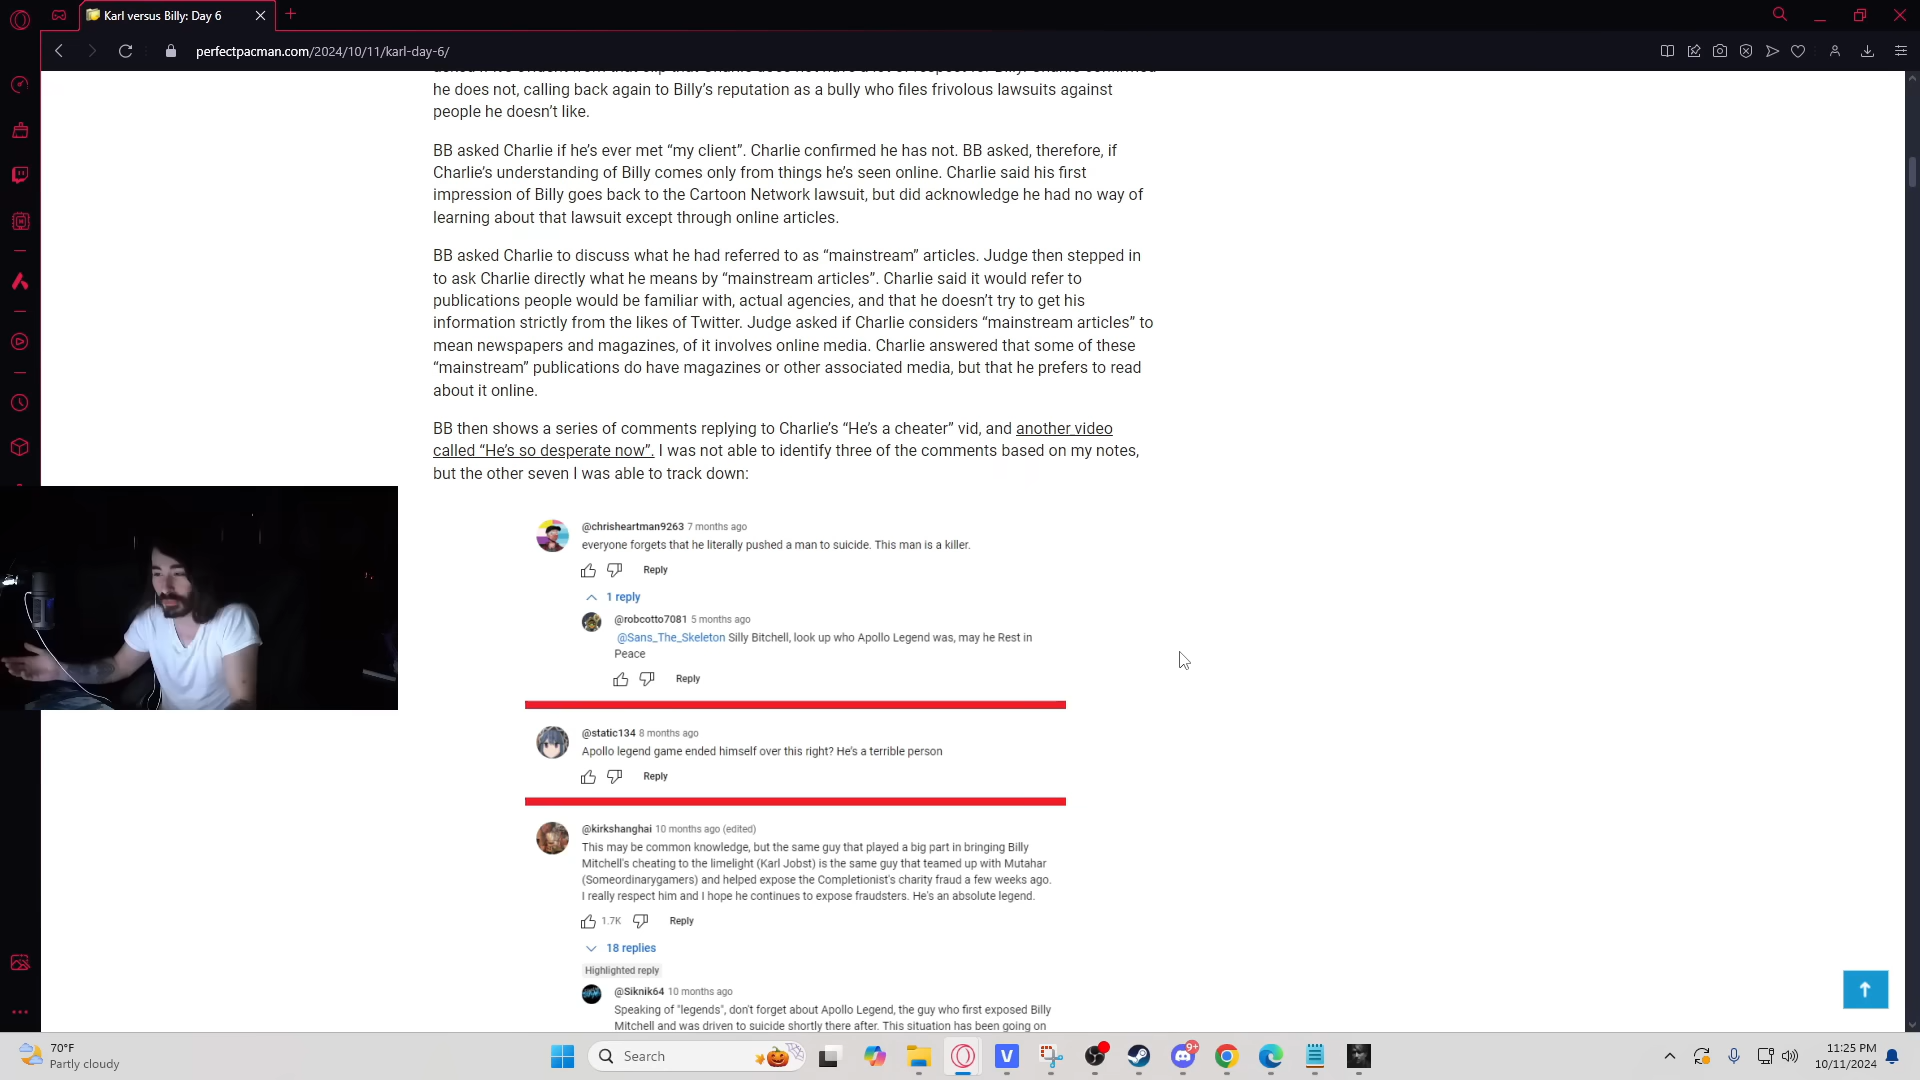 Karl versus Billy: Day 6
perfectpacman.com/2024/10/11/karl-day-6/
he does not, calling back again to Billy’s reputation as a bully who files frivolous lawsuits against
people he doesn’t like.
BB asked Charlie if he’s ever met “my client”. Charlie confirmed he has not. BB asked, therefore, if
Charlie’s understanding of Billy comes only from things he’s seen online. Charlie said his first
impression of Billy goes back to the Cartoon Network lawsuit, but did acknowledge he had no way of
learning about that lawsuit except through online articles.
BB asked Charlie to discuss what he had referred to as “mainstream” articles. Judge then stepped in
to ask Charlie directly what he means by “mainstream articles”. Charlie said it would refer to
publications people would be familiar with, actual agencies, and that he doesn’t try to get his
information strictly from the likes of Twitter. Judge asked if Charlie considers “mainstream articles” to
mean newspapers and magazines, of it involves online media. Charlie answered that some of these
“mainstream” publications do have magazines or other associated media, but that he prefers to read
about it online.
BB then shows a series of comments replying to Charlie’s “He’s a cheater” vid, and another video
called “He’s so desperate now”. I was not able to identify three of the comments based on my notes,
but the other seven I was able to track down:
@chrisheartman9263 7 months ago
everyone forgets that he literally pushed a man to suicide. This man is a killer.
Reply
1 reply
@robcotto7081 5 months ago
@Sans_The_Skeleton Silly Bitchell, look up who Apollo Legend was, may he Rest in
Peace
Reply
@static134 8 months ago
Apollo legend game ended himself over this right? He's a terrible person
Reply
@kirkshanghai 10 months ago (edited)
This may be common knowledge, but the same guy that played a big part in bringing Billy
Mitchell's cheating to the limelight (Karl Jobst) is the same guy that teamed up with Mutahar
(Someordinarygamers) and helped expose the Completionist's charity fraud a few weeks ago.
I really respect him and I hope he continues to expose fraudsters. He's an absolute legend.
1.7K Reply
18 replies
Highlighted reply
@Siknik64 10 months ago
Speaking of "legends", don't forget about Apollo Legend, the guy who first exposed Billy
Mitchell and was driven to suicide shortly there after. This situation has been going on
70°F
Partly cloudy
Search
9+
11:25 PM
10/11/2024